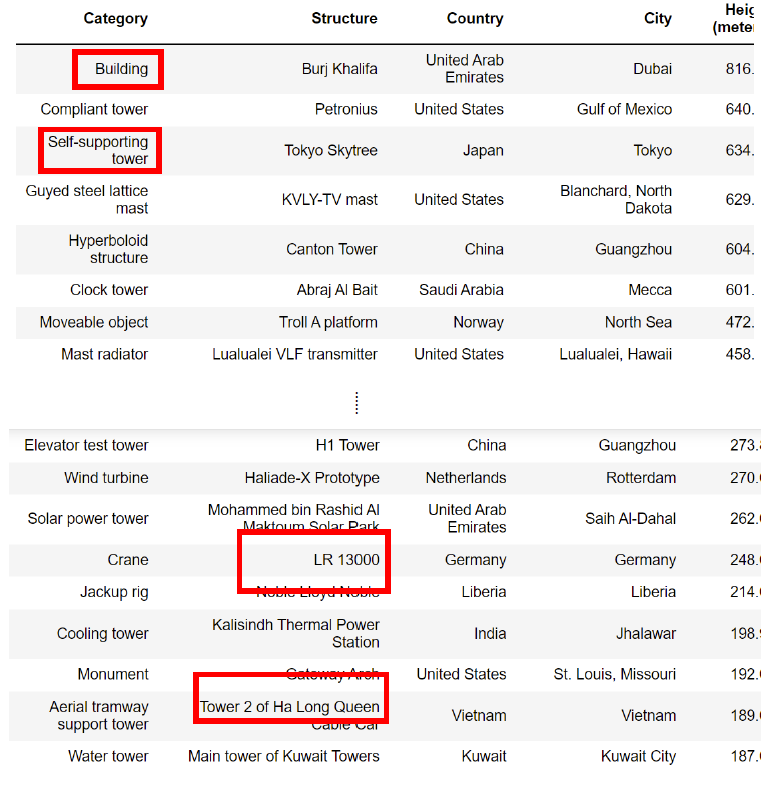 Category Structure Country City Heig
(mete
Building Burj Khalifa United Arab Emirates Dubai 816.
Compliant tower Petronius United States Gulf of Mexico 640.
Self-supporting tower Tokyo Skytree Japan Tokyo 634.
Guyed steel lattice mast KVLY-TV mast United States Blanchard, North Dakota 629.
Hyperboloid structure Canton Tower China Guangzhou 604.
Clock tower Abraj Al Bait Saudi Arabia Mecca 601.
Moveable object Troll A platform Norway North Sea 472.
Mast radiator Lualualei VLF transmitter United States Lualualei, Hawaii 458.
Elevator test tower H1 Tower China Guangzhou 273.
Wind turbine Haliade-X Prototype Netherlands Rotterdam 270.
Solar power tower Mohammed bin Rashid Al Maktoum Solar Park United Arab Emirates Saih Al-Dahal 262.
Crane LR 13000 Germany Germany 248.
Jackup rig Noble Lloyd Noble Liberia Liberia 214.
Cooling tower Kalisindh Thermal Power Station India Jhalawar 198.
Monument Gateway Arch United States St. Louis, Missouri 192.
Aerial tramway support tower Tower 2 of Ha Long Queen Cable Car Vietnam Vietnam 189.
Water tower Main tower of Kuwait Towers Kuwait Kuwait City 187.